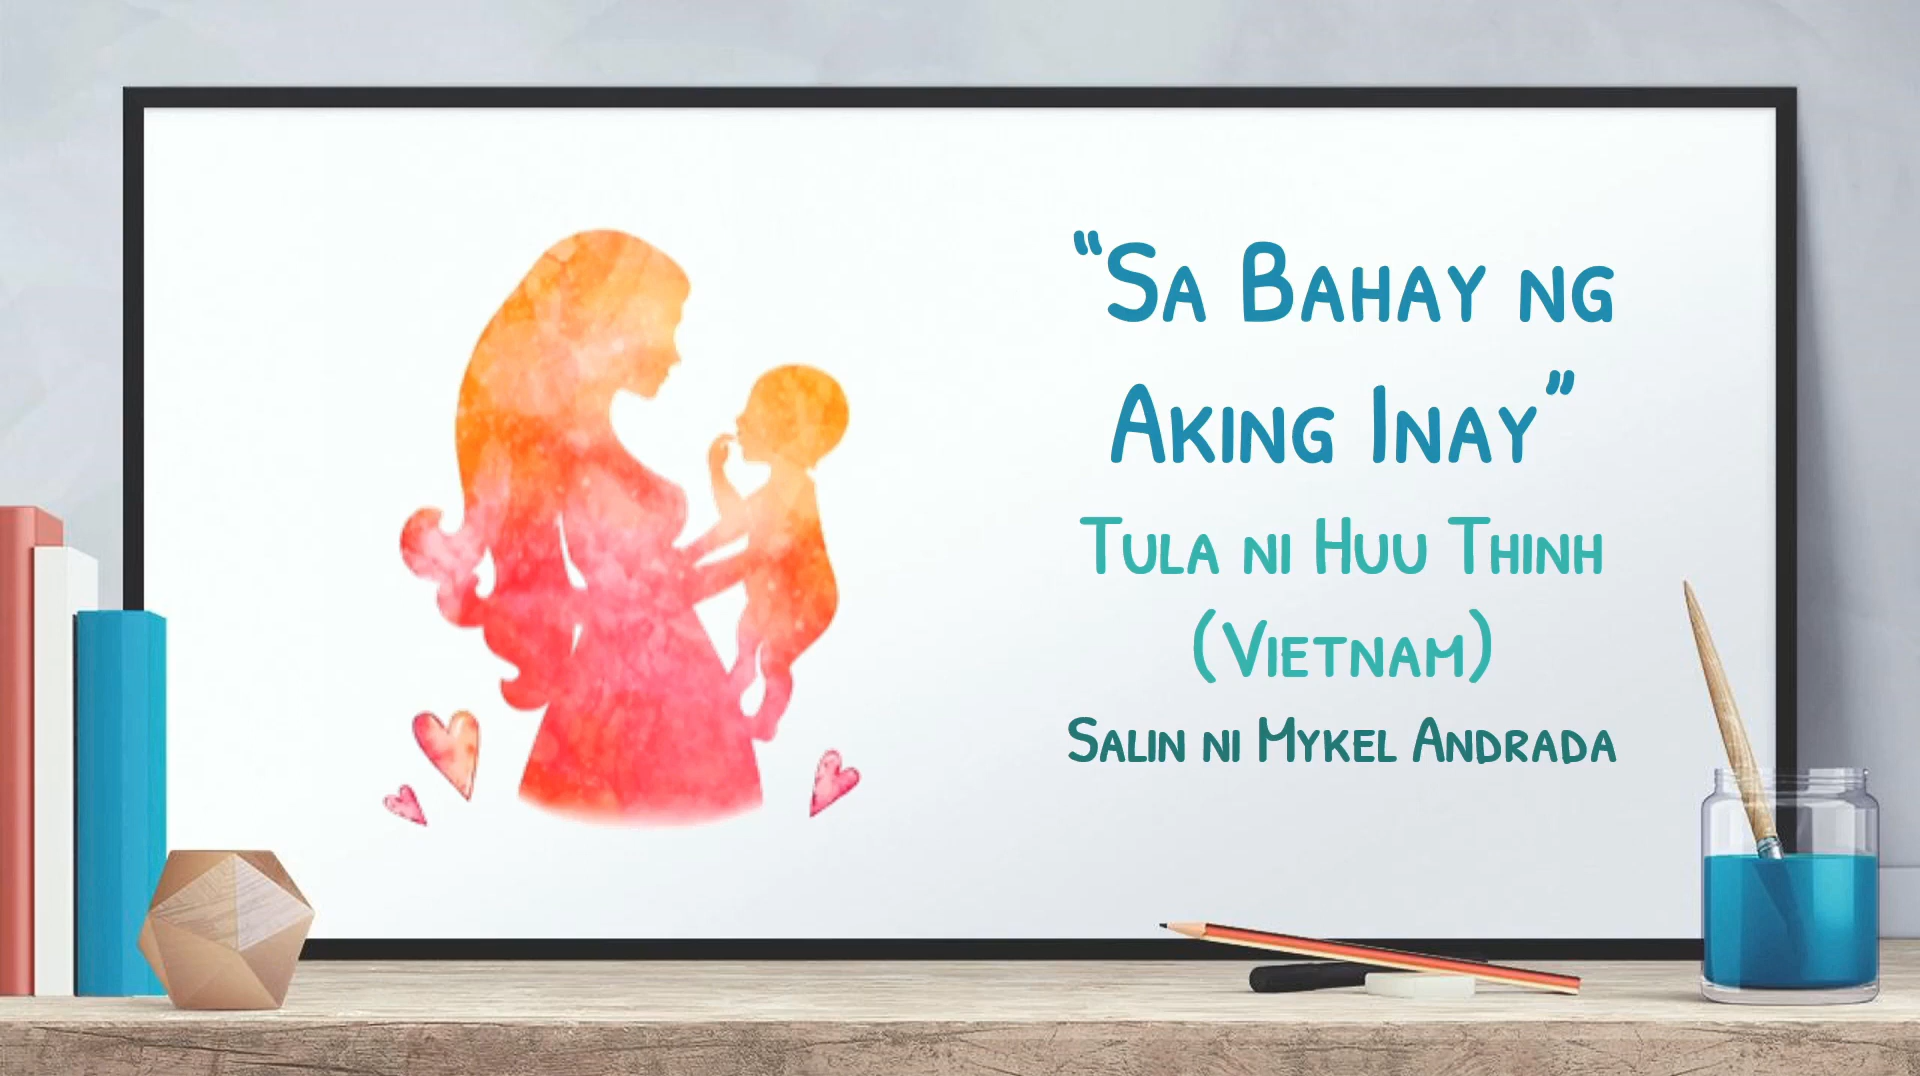 “Sa Bahay ng
Aking Inay”
Tula ni Huu Thinh
(Vietnam)
Salin ni Mykel Andrada